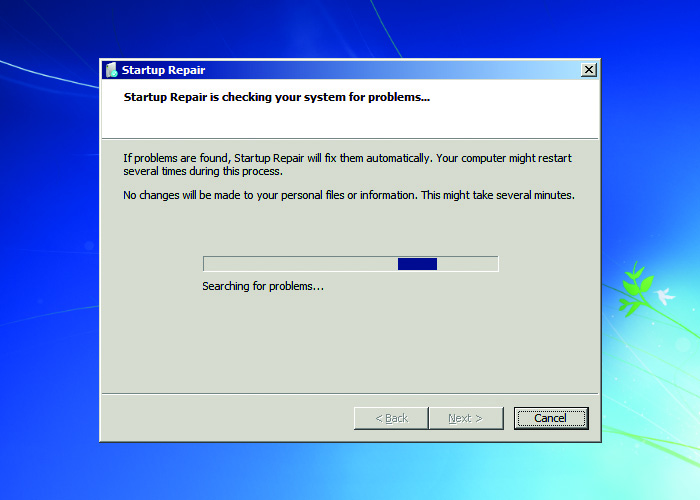 Startup Repair
Startup Repair is checking your system for problems...
If problems are found, Startup Repair will fix them automatically. Your computer might restart
several times during this process.
No changes will be made to your personal files or information. This might take several minutes.
Searching for problems...
< Back
Next >
Cancel